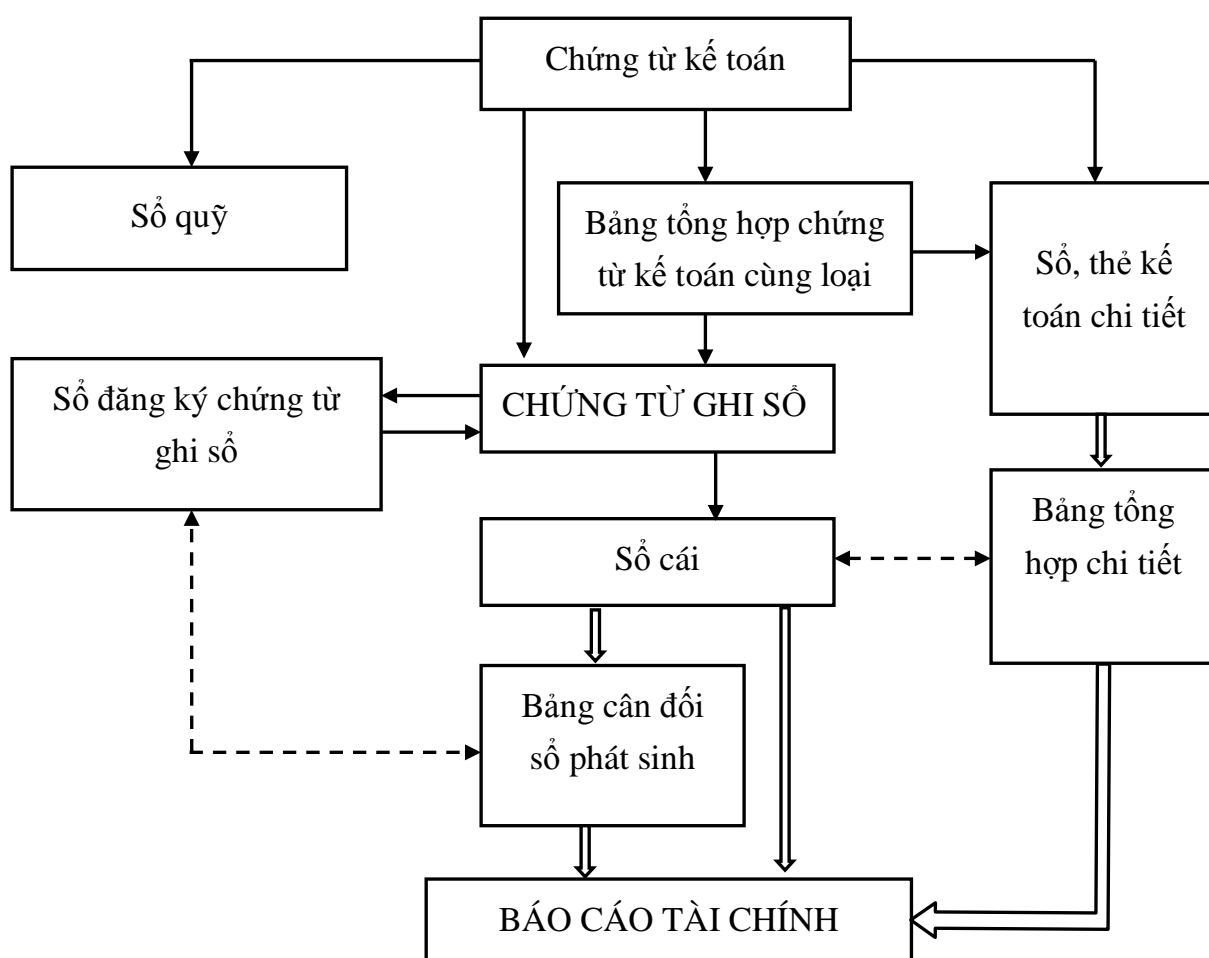 Chứng từ kế toán
Sổ quỹ
Bảng tổng hợp chứng
từ kế toán cùng loại
Sổ, thẻ kế
toán chi tiết
Sổ đăng ký chứng từ
ghi sổ
CHỨNG TỪ GHI SỔ
Bảng tổng
hợp chi tiết
Sổ cái
Bảng cân đối
sổ phát sinh
BÁO CÁO TÀI CHÍNH